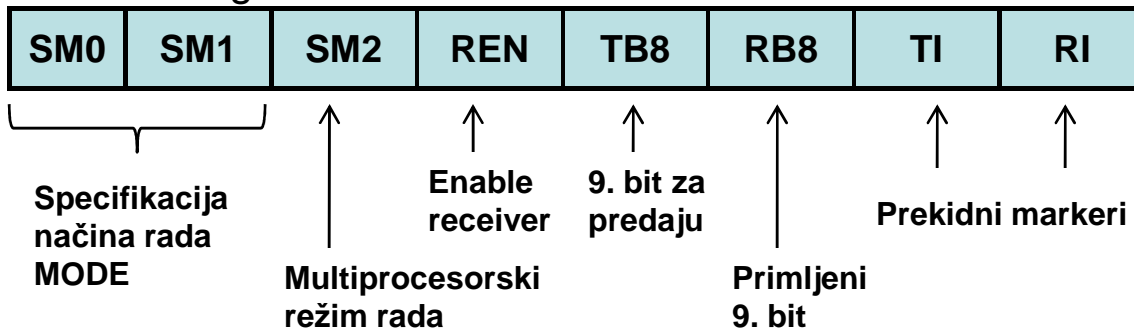 SM0 SM1 SM2 REN TB8 RB8 TI RI
Specifikacija
načina rada
MODE
Multiprocesorski
režim rada
Enable
receiver
9. bit za
predaju
Primljeni
9. bit
Prekidni markeri